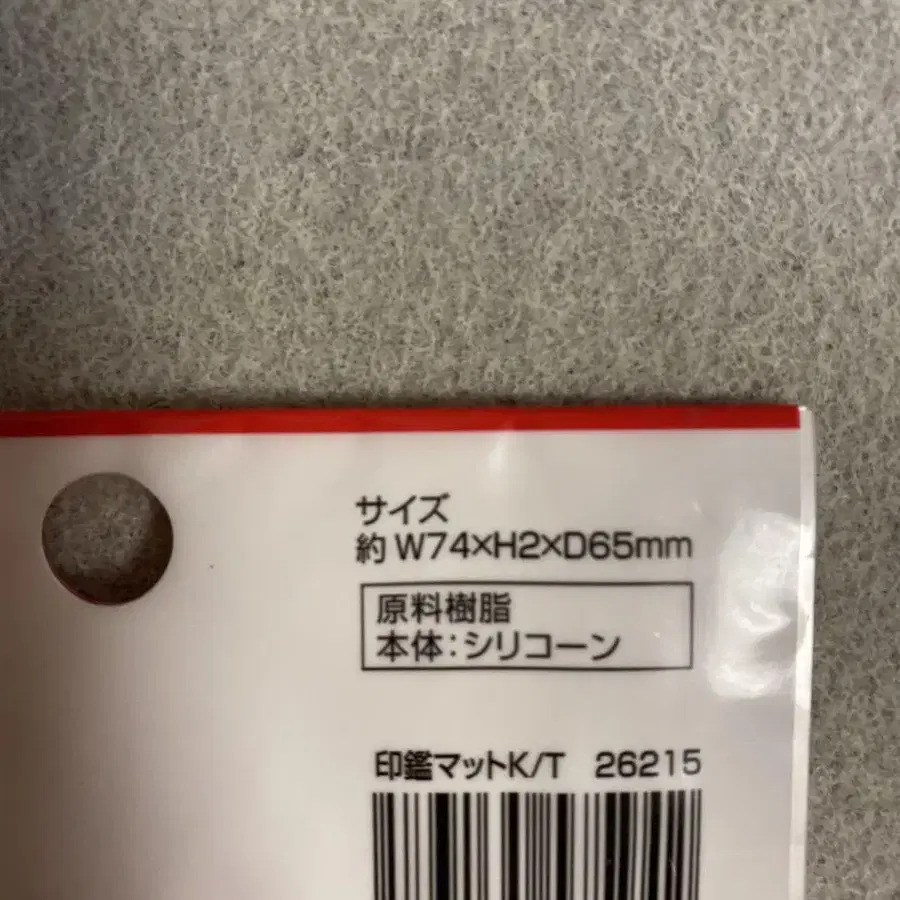 サイズ
約 W74×H2×D65mm
原料樹脂
本体:シリコーン
印鑑マットK/T 26215